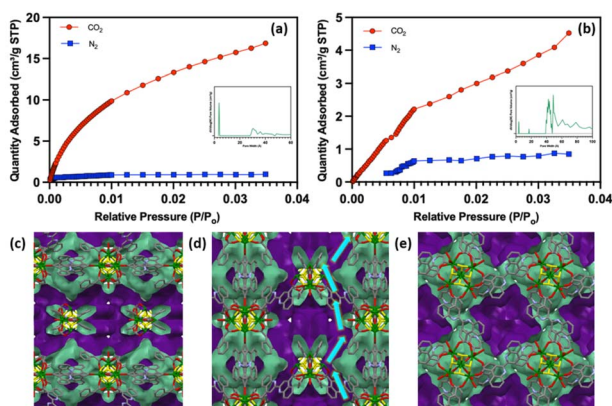 (a)
CO2
N2
Quantity Adsorbed (cm³/g STP)
20
15
10
5
0
0.00 0.01 0.02 0.03 0.04
Relative Pressure (P/Po)
(b)
CO2
N2
Quantity Adsorbed (cm³/g STP)
5
4
3
2
1
0
0.00 0.01 0.02 0.03 0.04
Relative Pressure (P/Po)
(c)
(d)
(e)